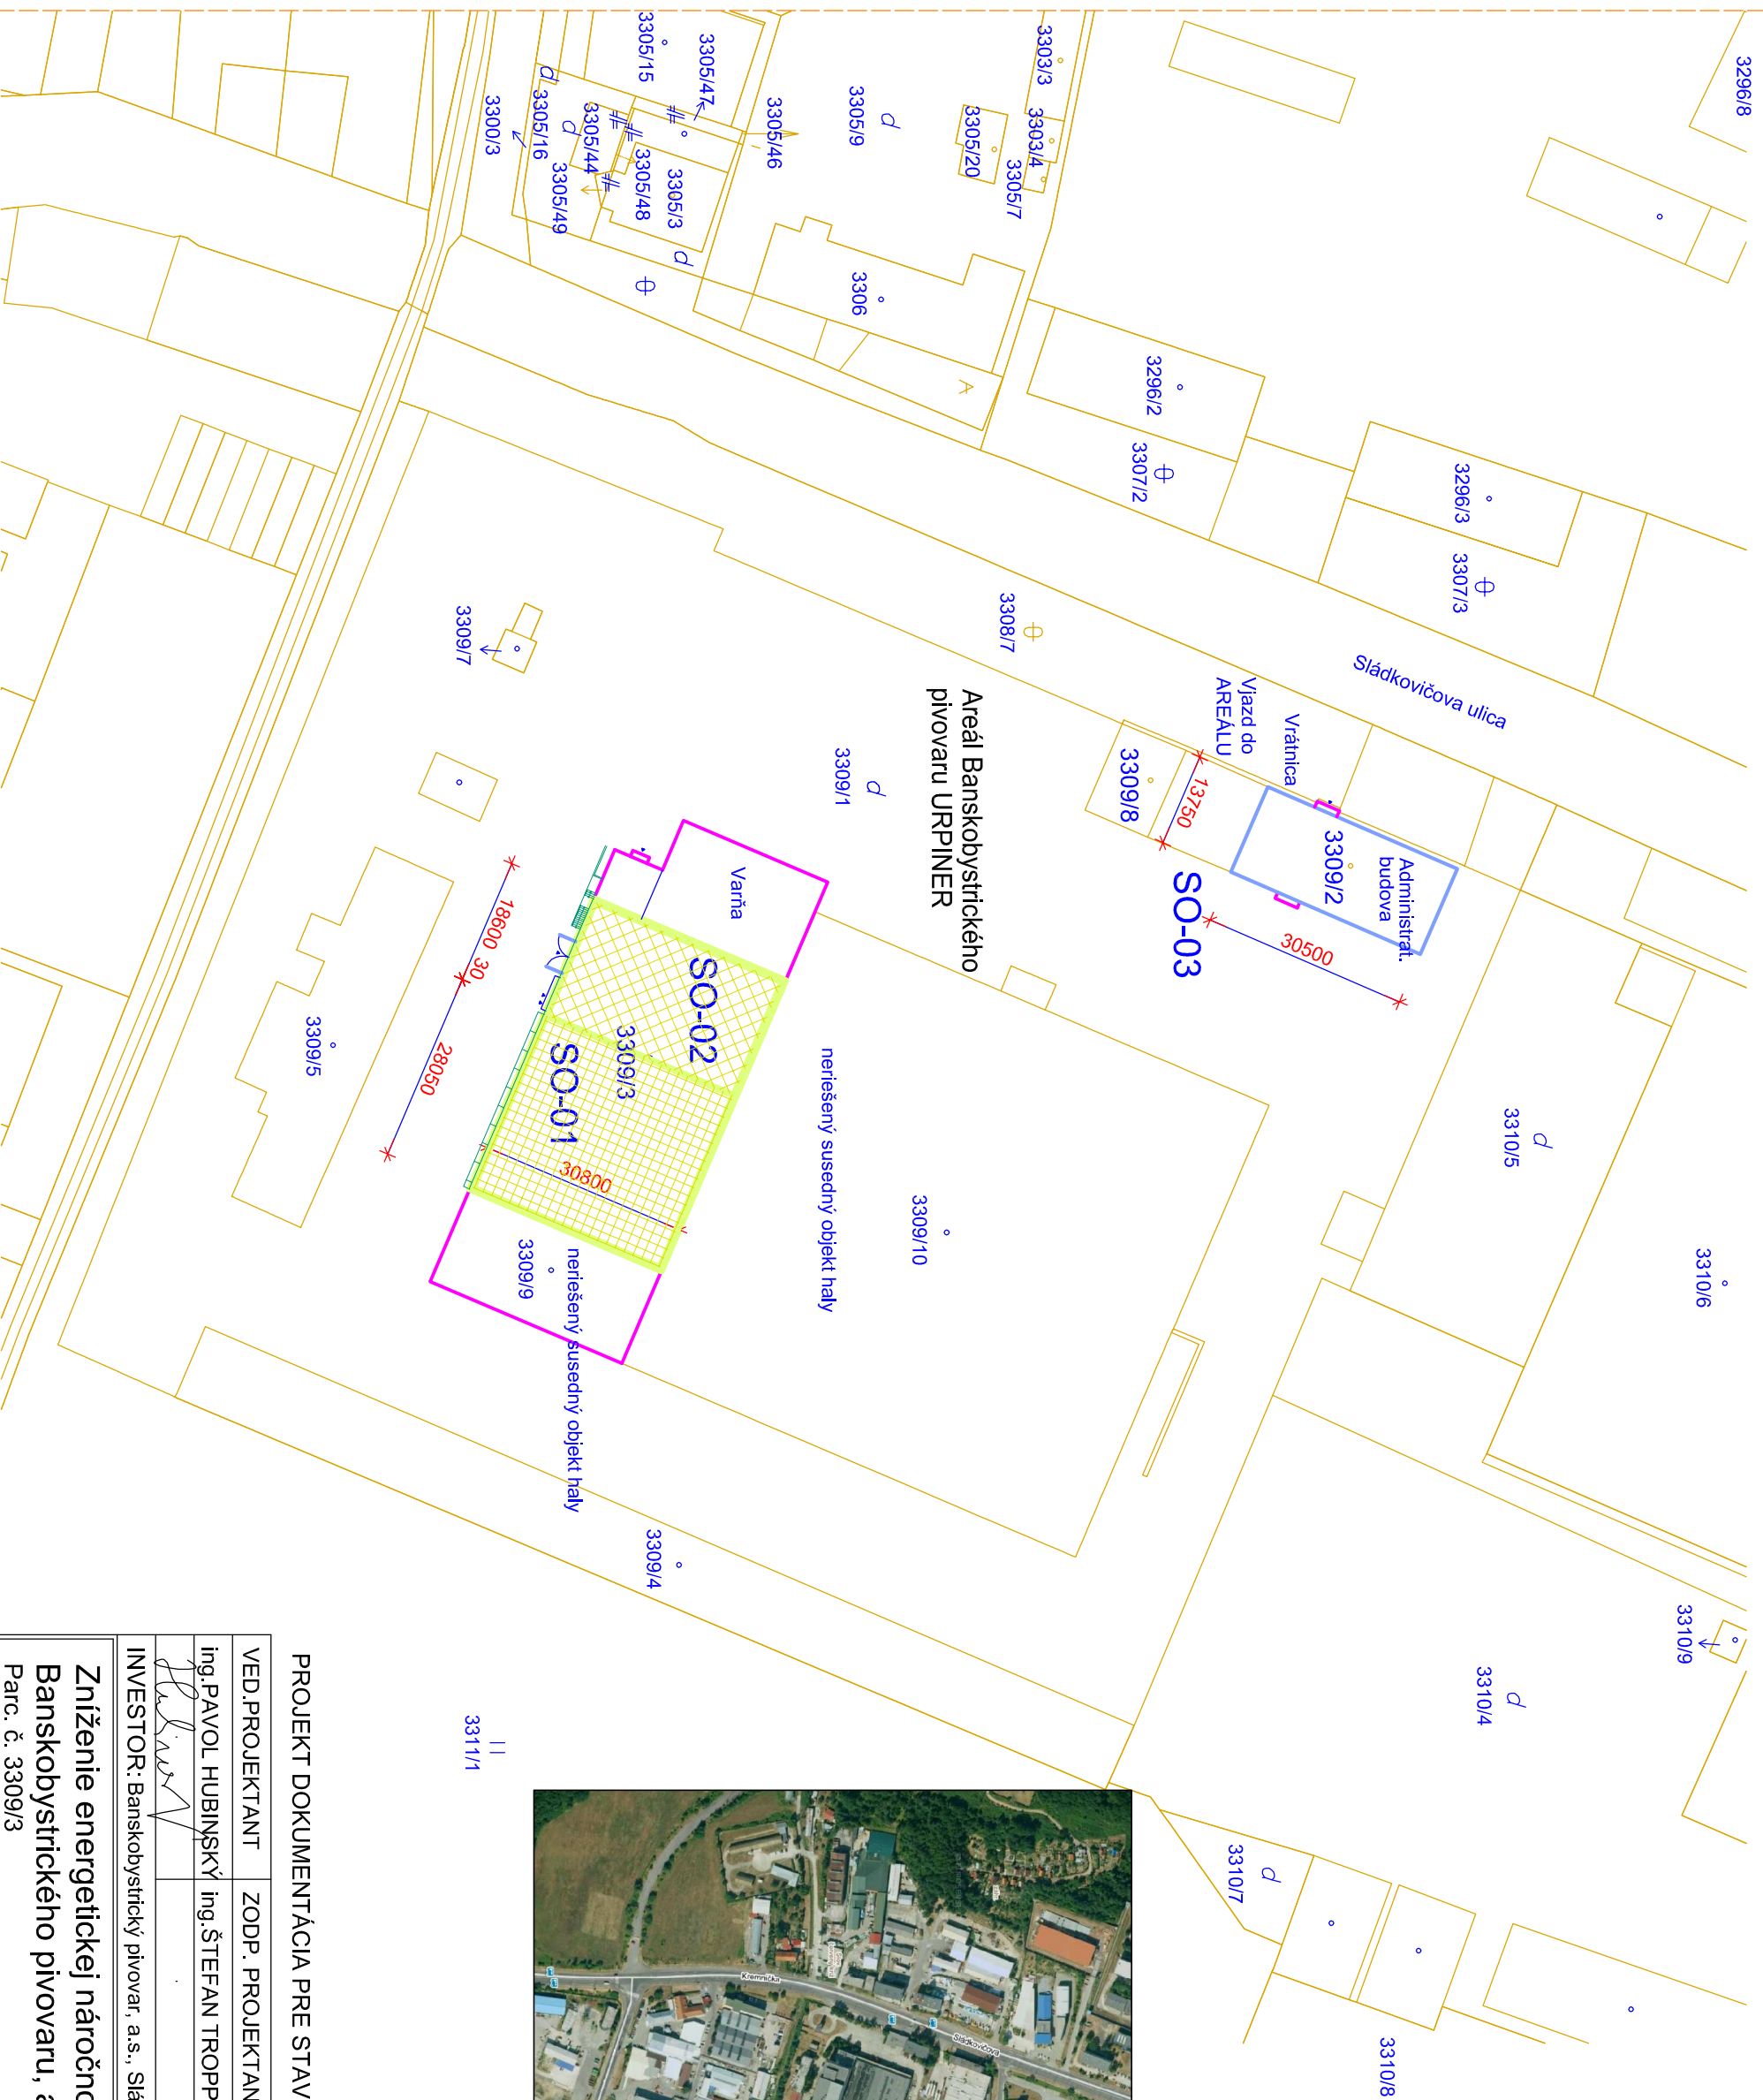 3296/8
3303/3
3303/4
3305/7
3305/20
3305/9
3305/46
3305/47
3305/15
3305/3
3305/48
3305/44
3305/49
3305/16
3300/3
3306
3296/2
3307/2
3296/3
3307/3
Sládkovičova ulica
3308/7
3309/7
Vjazd do
AREÁLU
Vrátnica
3309/8
13750
Administrat.
budova
3309/2
SO-03
30500
Areál Banskobystrického
pivovaru URPINER
3309/1
Varňa
SO-02
3309/3
SO-01
18600
30
28050
30800
3309/5
neriešený susedný objekt haly
3309/10
neriešený susedný objekt haly
3309/9
3309/4
3310/5
3310/6
3310/9
3310/4
3310/7
3310/8
3311/1
Kremnička
Sládkovičova
PROJEKT DOKUMENTÁCIA PRE STAV
VED.PROJEKTANT
ZODP. PROJEKTAN
ing.PAVOL HUBINSKÝ
ing.ŠTEFAN TROPP
INVESTOR: Banskobystrický pivovar, a.s., Slá
Zníženie energetickej náročno
Banskobystrického pivovaru, a
Parc. č. 3309/3